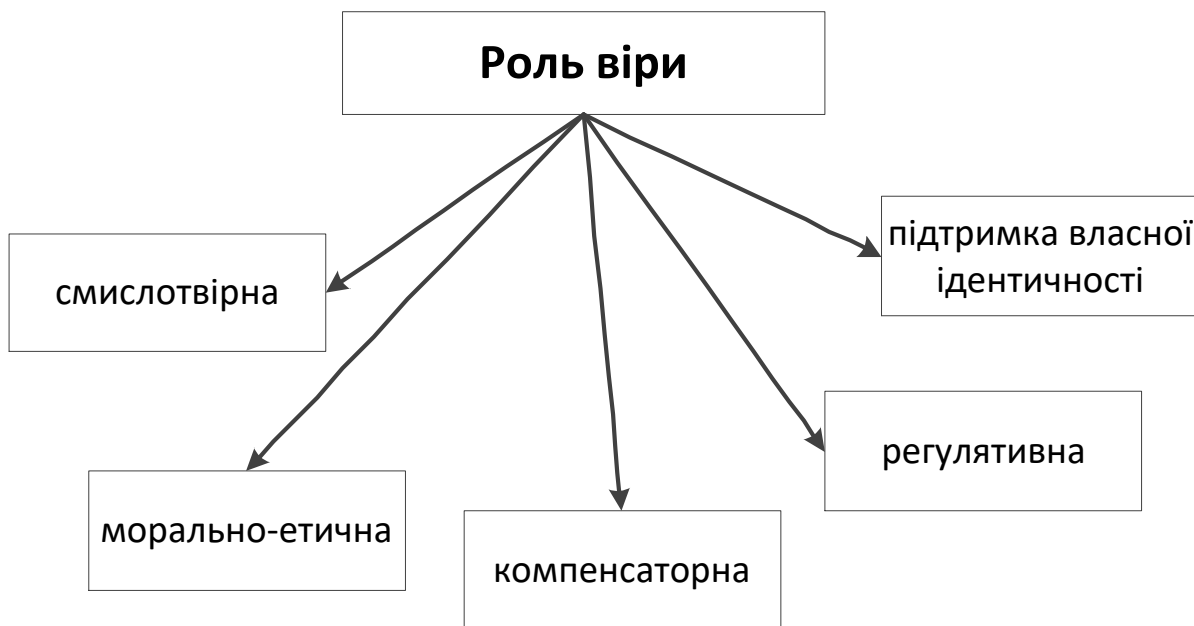 Роль віри
смислотвірна
морально-етична
компенсаторна
регулятивна
підтримка власної
ідентичності